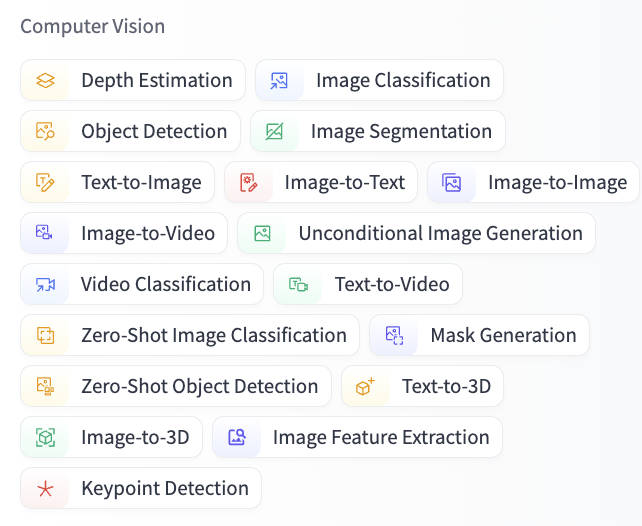 Computer Vision
Depth Estimation Image Classification
Object Detection Image Segmentation
Text-to-Image Image-to-Text Image-to-Image
Image-to-Video Unconditional Image Generation
Video Classification Text-to-Video
Zero-Shot Image Classification Mask Generation
Zero-Shot Object Detection Text-to-3D
Image-to-3D Image Feature Extraction
Keypoint Detection